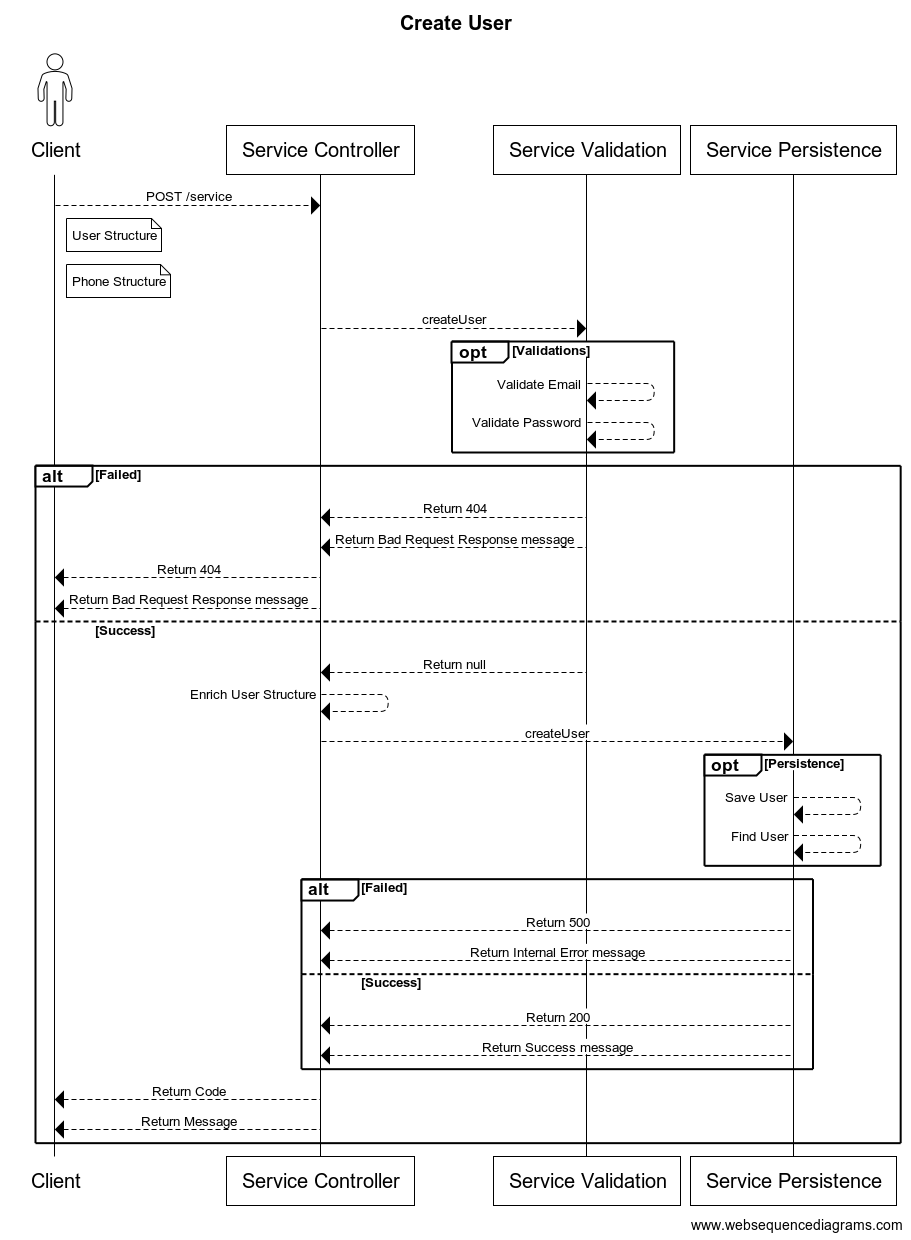 Create User
Client
Service Controller
Service Validation
Service Persistence
POST /service
User Structure
Phone Structure
createUser
opt
[Validations]
Validate Email
Validate Password
alt
[Failed]
Return 404
Return Bad Request Response message
Return 404
Return Bad Request Response message
[Success]
Return null
Enrich User Structure
createUser
opt
[Persistence]
Save User
Find User
alt
[Failed]
Return 500
Return Internal Error message
[Success]
Return 200
Return Success message
Return Code
Return Message
Client
Service Controller
Service Validation
Service Persistence
www.websequencediagrams.com